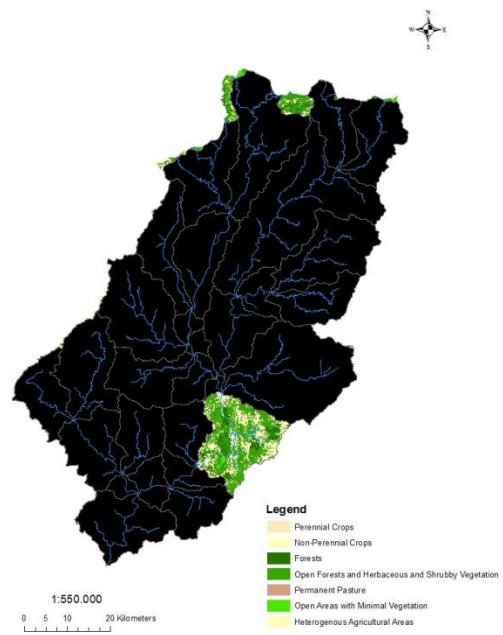 N
W E
S
Legend
Perennial Crops
Non-Perennial Crops
Forests
Open Forests and Herbaceous and Shrubby Vegetation
Permanent Pasture
Open Areas with Minimal Vegetation
Heterogenous Agricultural Areas
1:550.000
0 5 10 20 Kilometers